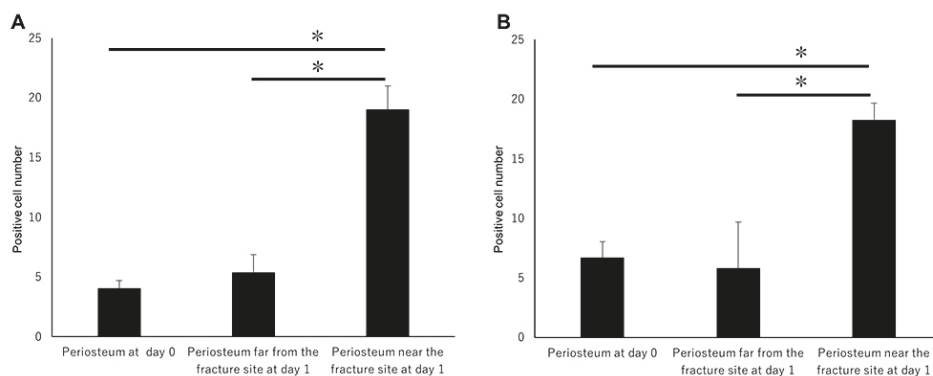 A
25
20
15
10
5
0
Positive cell number
*
*
Periosteum at day 0
Periosteum far from the
fracture site at day 1
Periosteum near the
fracture site at day 1
B
25
20
15
10
5
0
Positive cell number
*
*
Periosteum at day 0
Periosteum far from the
fracture site at day 1
Periosteum near the
fracture site at day 1